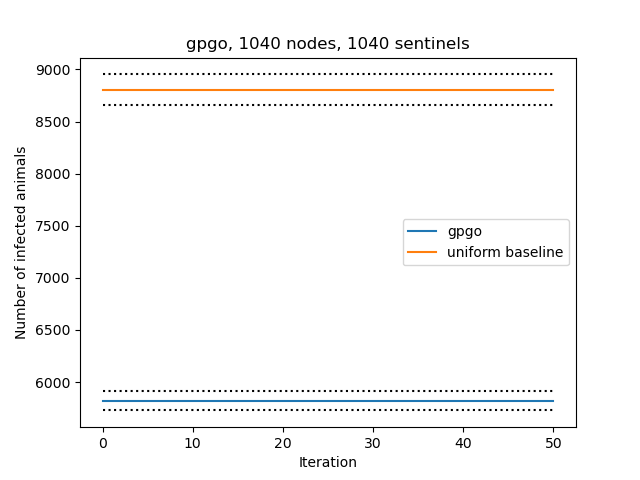 gpgo, 1040 nodes, 1040 sentinels
9000
8500
8000
7500
7000
6500
6000
Number of infected animals
gpgo
uniform baseline
0 10 20 30 40 50
Iteration